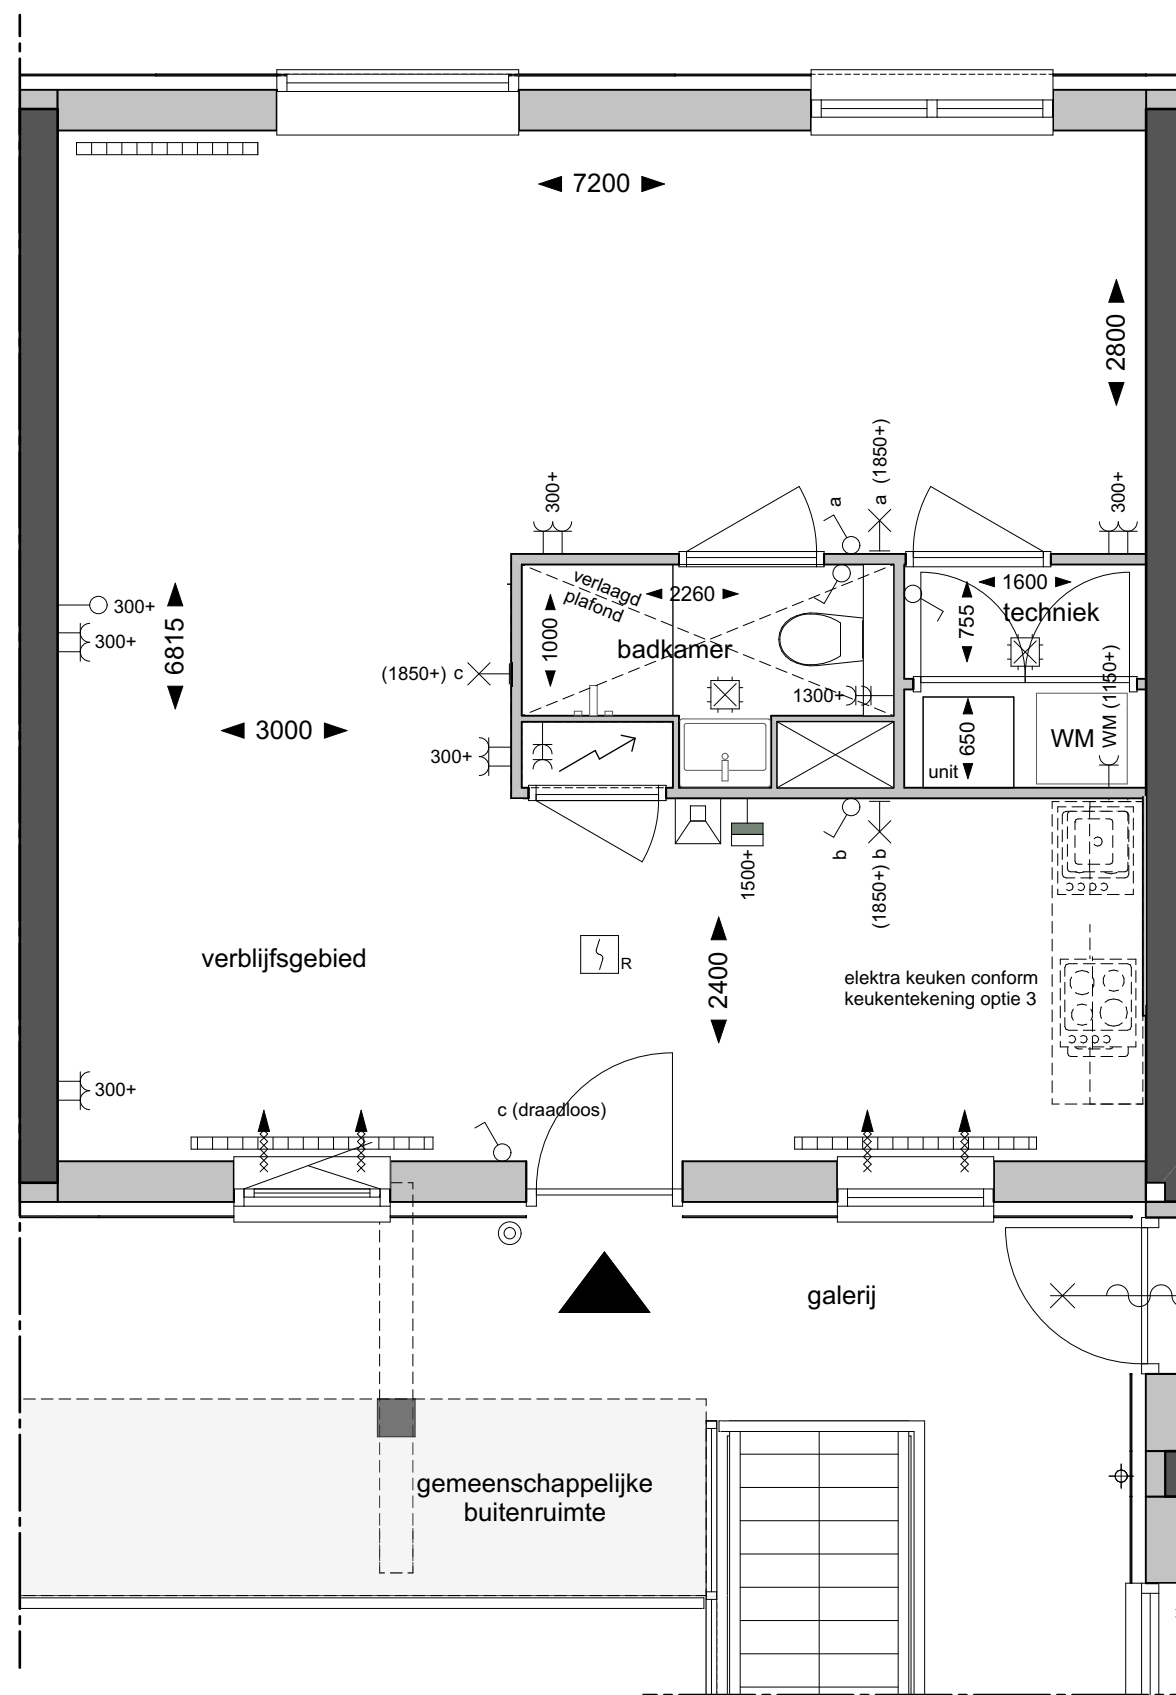 7200
2800
300+
a
a (1850+)
300+
verlaagd
plafond
2260
1600
755
techniek
1000
badkamer
300+
300+
6815
(1850+) c
1300+
3000
300+
650
unit
WM
WM (1150+)
1500+
b
(1850+) b
verblijfsgebied
R
2400
elektra keuken conform
keukentekening optie 3
300+
c (draadloos)
galerij
gemeenschappelijke
buitenruimte